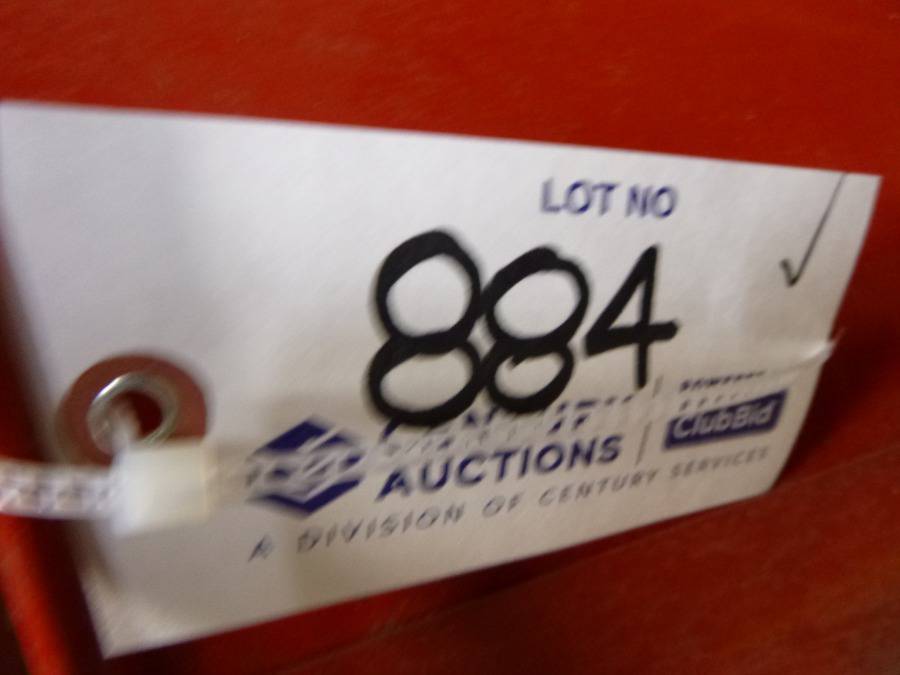 LOT NO
884
AUCTIONS
ClubBid
A DIVISION OF CENTURY SERVICES